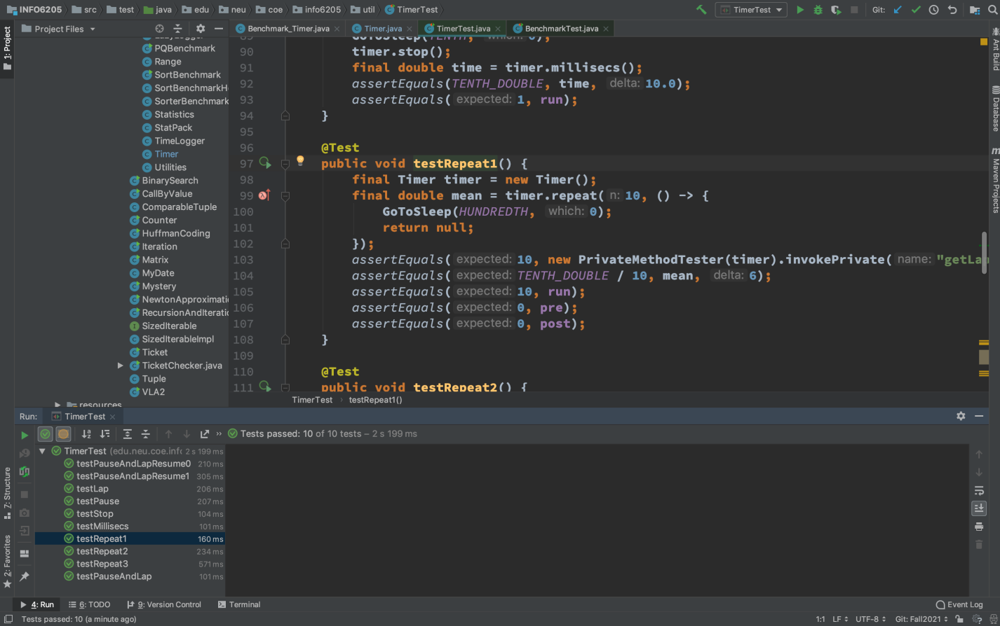 INFO6205 src test java edu neu coe info6205 util TimerTest TimerTest Git:
Project Files Benchmark_Timer.java Timer.java TimerTest.java BenchmarkTest.java
1: Project
Ant Build
Database
Maven Projects
PQBenchmark
Range
SortBenchmark
SortBenchmarkH
SorterBenchmark
Statistics
StatPack
TimeLogger
Timer
Utilities
BinarySearch
CallByValue
ComparableTuple
Counter
HuffmanCoding
Iteration
Matrix
MyDate
Mystery
NewtonApproximati
RecursionAndIteratio
SizedIterable
SizedIterableImpl
Ticket
TicketChecker.java
Tuple
VLA2
resources
89 GoToSleep(TENTH, which: 0);
90 timer.stop();
91 final double time = timer.millisecs();
92 assertEquals(TENTH_DOUBLE, time, delta: 10.0);
93 assertEquals( expected: 1, run);
94 }
95
96 @Test
97 public void testRepeat1() {
98 final Timer timer = new Timer();
99 final double mean = timer.repeat( n: 10, () -> {
100 GoToSleep(HUNDREDTH, which: 0);
101 return null;
102 });
103 assertEquals( expected: 10, new PrivateMethodTester(timer).invokePrivate( name: "getLa
104 assertEquals( expected: TENTH_DOUBLE / 10, mean, delta: 6);
105 assertEquals( expected: 10, run);
106 assertEquals( expected: 0, pre);
107 assertEquals( expected: 0, post);
108 }
109
110 @Test
111 public void testRepeat2() {
TimerTest › testRepeat1()
Run: TimerTest
Tests passed: 10 of 10 tests – 2 s 199 ms
TimerTest (edu.neu.coe.info 2 s 199 ms
testPauseAndLapResume0 210 ms
testPauseAndLapResume1 305 ms
testLap 206 ms
testPause 207 ms
testStop 104 ms
testMillisecs 101 ms
testRepeat1 160 ms
testRepeat2 234 ms
testRepeat3 571 ms
testPauseAndLap 101 ms
Z: Structure
2: Favorites
4: Run 6: TODO 9: Version Control Terminal Event Log
Tests passed: 10 (a minute ago) 1:1 LF UTF-8 Git: Fall2021